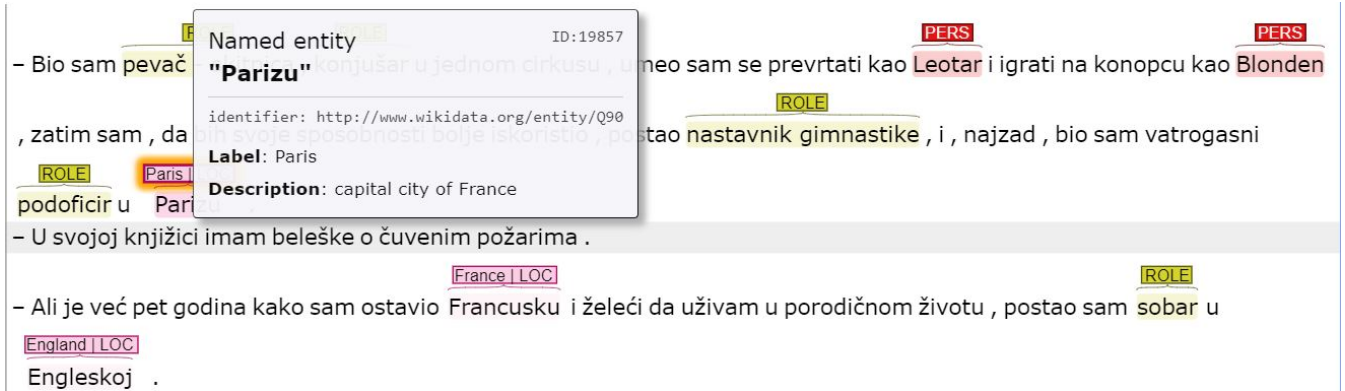 ROLE PERS PERS
– Bio sam pevač konjušar u jednom cirkusu , umeo sam se prevrtati kao Leotar i igrati na konopcu kao Blonden
Named entity ID:19857
"Parizu"
identifier: http://www.wikidata.org/entity/Q90
Label: Paris
Description: capital city of France
ROLE
, zatim sam , da bih svoje sposobnosti bolje iskoristio , postao nastavnik gimnastike , i , najzad , bio sam vatrogasni
ROLE Paris | LOC
podoficir u Parizu .
– U svojoj knjižici imam beleške o čuvenim požarima .
France | LOC ROLE
– Ali je već pet godina kako sam ostavio Francusku i želeći da uživam u porodičnom životu , postao sam sobar u
England | LOC
Engleskoj .